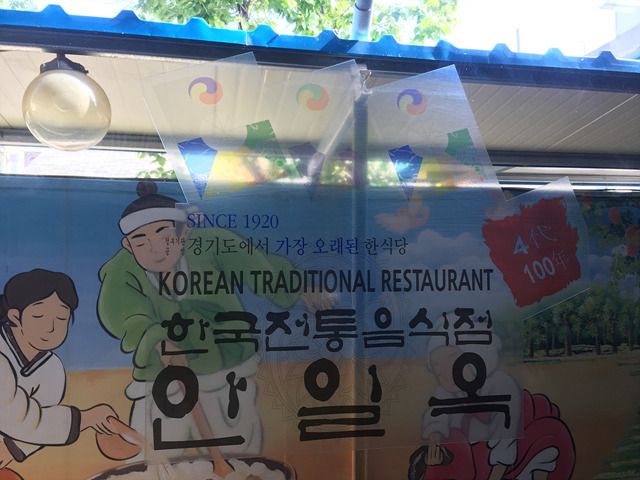 SINCE 1920
경기도에서 가장 오래된 한식당
KOREAN TRADITIONAL RESTAURANT
한국전통음식점
안일옥
4代
100年